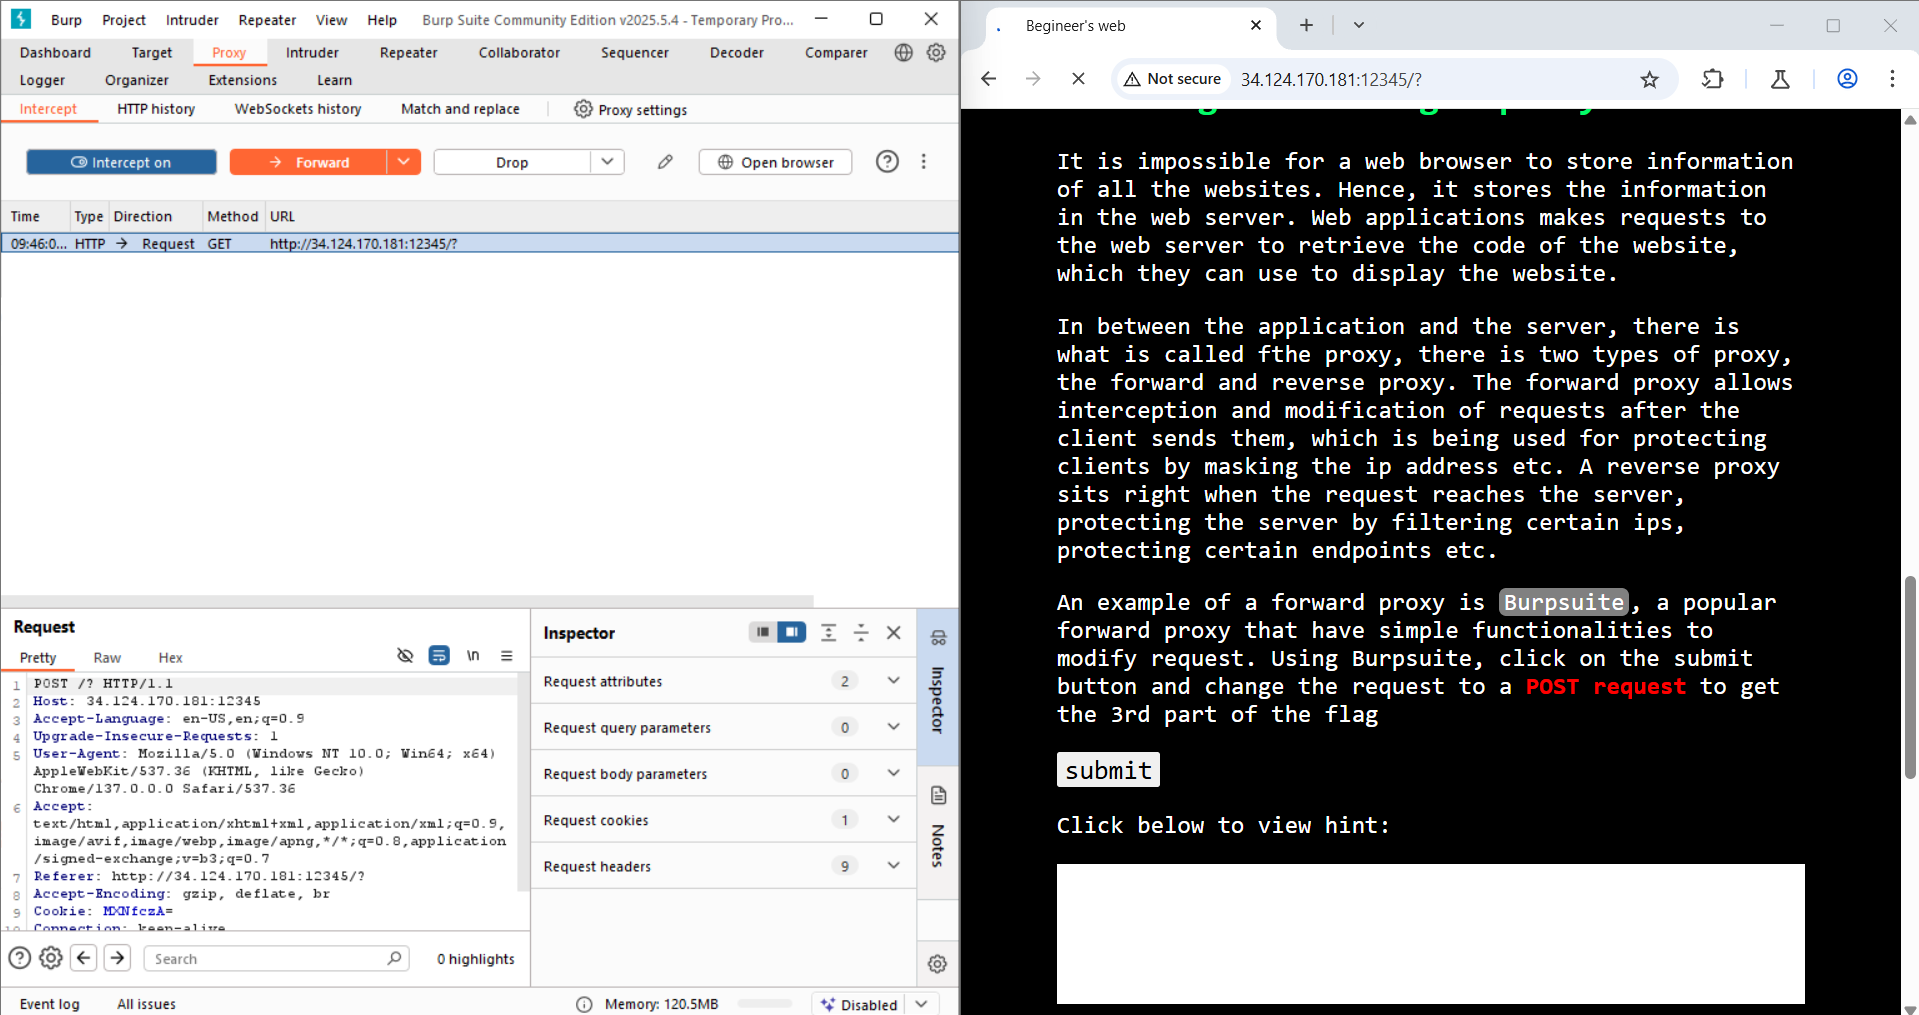 Burp Project Intruder Repeater View Help Burp Suite Community Edition v2025.5.4 - Temporary Pro...
Dashboard Target Proxy Intruder Repeater Collaborator Sequencer Decoder Comparer
Logger Organizer Extensions Learn
Intercept HTTP history WebSockets history Match and replace Proxy settings
Intercept on Forward Drop Open browser
Time Type Direction Method URL
09:46:0... HTTP → Request GET http://34.124.170.181:12345/?
Request
Pretty Raw Hex \n
1 POST /? HTTP/1.1
2 Host: 34.124.170.181:12345
3 Accept-Language: en-US,en;q=0.9
4 Upgrade-Insecure-Requests: 1
5 User-Agent: Mozilla/5.0 (Windows NT 10.0; Win64; x64)
AppleWebKit/537.36 (KHTML, like Gecko)
Chrome/137.0.0.0 Safari/537.36
6 Accept:
text/html,application/xhtml+xml,application/xml;q=0.9,
image/avif,image/webp,image/apng,*/*;q=0.8,application
/signed-exchange;v=b3;q=0.7
7 Referer: http://34.124.170.181:12345/?
8 Accept-Encoding: gzip, deflate, br
9 Cookie: MXNfczA=
10 Connection: keep-alive
Search 0 highlights
Inspector
Request attributes 2
Request query parameters 0
Request body parameters 0
Request cookies 1
Request headers 9
Inspector
Notes
Event log All issues Memory: 120.5MB Disabled
Begineer's web
Not secure 34.124.170.181:12345/?
It is impossible for a web browser to store information
of all the websites. Hence, it stores the information
in the web server. Web applications makes requests to
the web server to retrieve the code of the website,
which they can use to display the website.
In between the application and the server, there is
what is called fthe proxy, there is two types of proxy,
the forward and reverse proxy. The forward proxy allows
interception and modification of requests after the
client sends them, which is being used for protecting
clients by masking the ip address etc. A reverse proxy
sits right when the request reaches the server,
protecting the server by filtering certain ips,
protecting certain endpoints etc.
An example of a forward proxy is Burpsuite, a popular
forward proxy that have simple functionalities to
modify request. Using Burpsuite, click on the submit
button and change the request to a POST request to get
the 3rd part of the flag
submit
Click below to view hint: